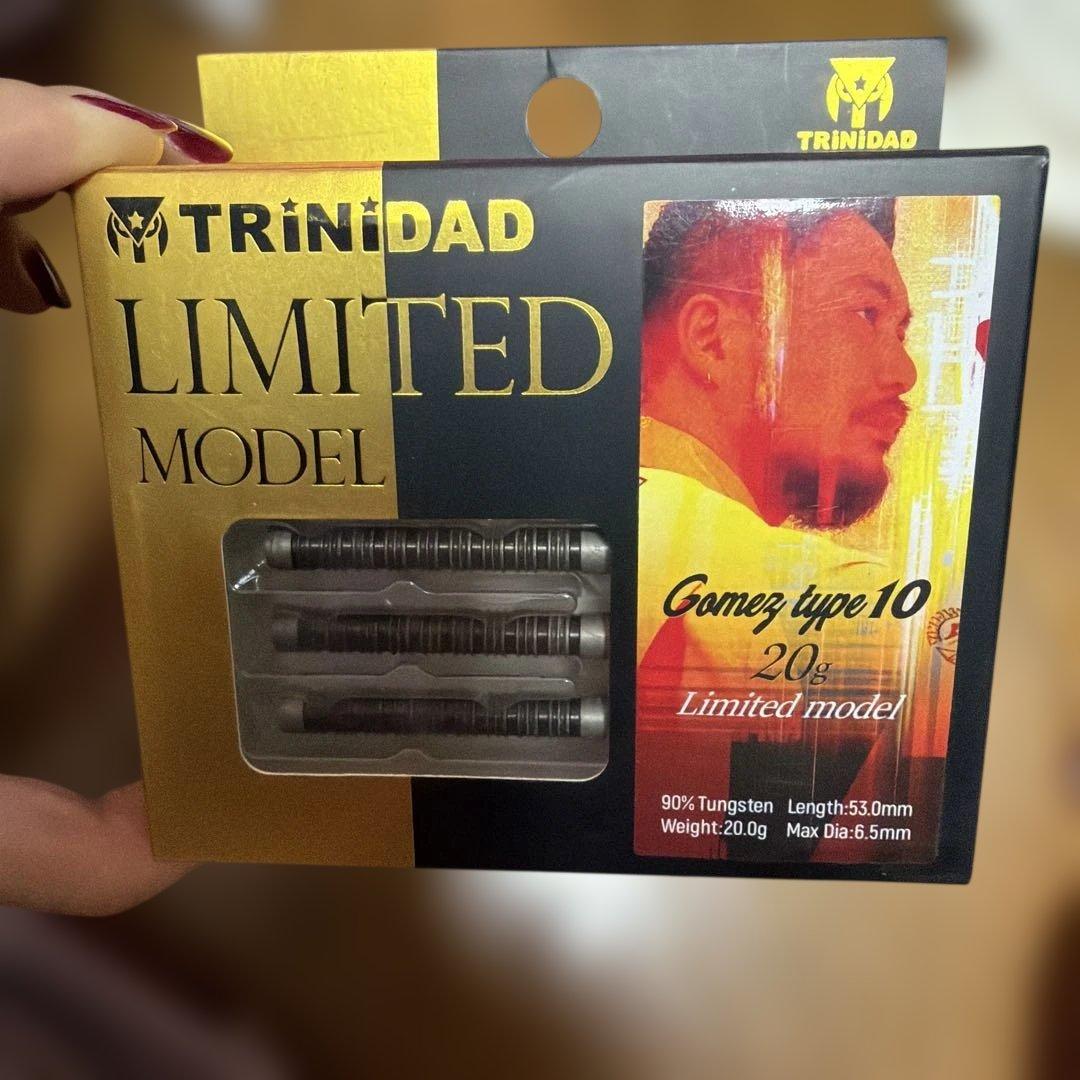 TRiNiDAD
TRiNiDAD
LIMITED
MODEL
Gomez type 10
20g
Limited model
90% Tungsten Length:53.0mm
Weight:20.0g Max Dia:6.5mm